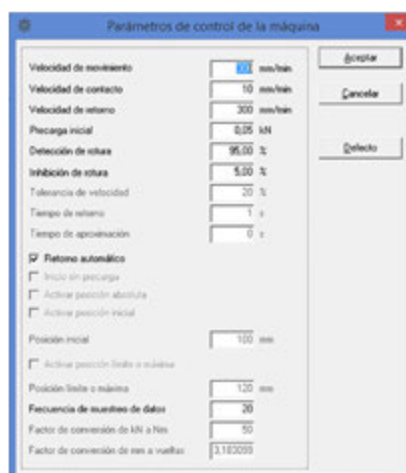 Parámetros de control de la máquina
Velocidad de movimiento mm/min
Velocidad de contacto 10 mm/min
Velocidad de retorno 300 mm/min
Precarga inicial 0,05 kN
Detección de rotura 95,00 %
Inhibición de rotura 5,00 %
Tolerancia de velocidad 20 %
Tiempo de retorno 1 s
Tiempo de aproximación 0 s
Retorno automático
Inicio sin precarga
Activar posición absoluta
Activar posición inicial
Posición inicial 100 mm
Activar posición límite o máxima
Posición límite o máxima 120 mm
Frecuencia de muestreo de datos 20
Factor de conversión de kN a Nm 50
Factor de conversión de mm a vueltas 3,183099
Aceptar
Cancelar
Defecto